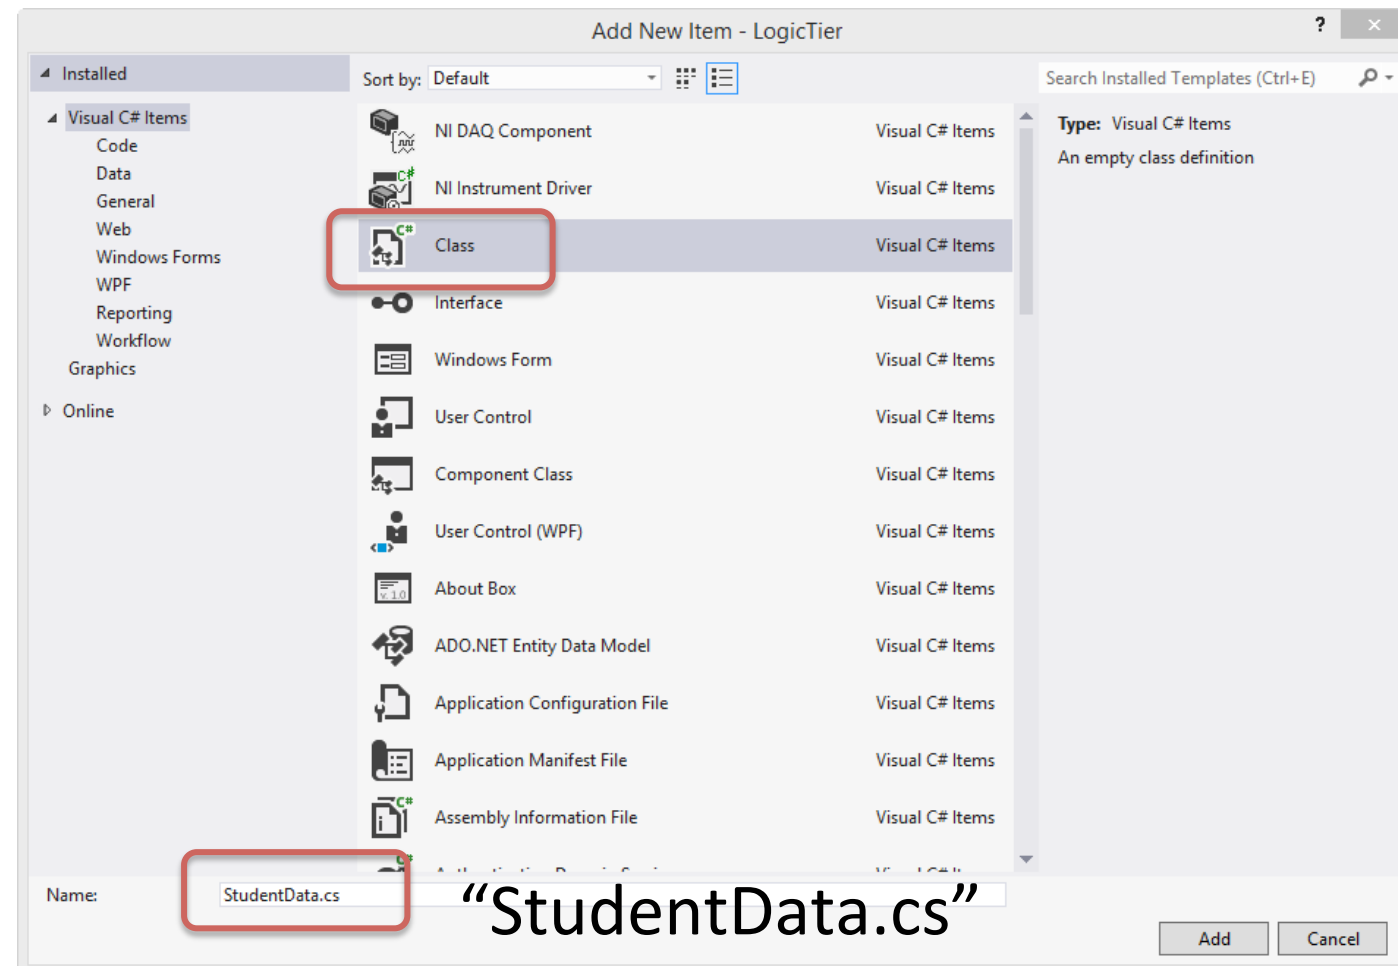 Add New Item - LogicTier
?
Installed
Sort by: Default
Search Installed Templates (Ctrl+E)
Visual C# Items
Code
Data
General
Web
Windows Forms
WPF
Reporting
Workflow
Graphics
Online
NI DAQ Component Visual C# Items
NI Instrument Driver Visual C# Items
Class Visual C# Items
Interface Visual C# Items
Windows Form Visual C# Items
User Control Visual C# Items
Component Class Visual C# Items
User Control (WPF) Visual C# Items
About Box Visual C# Items
ADO.NET Entity Data Model Visual C# Items
Application Configuration File Visual C# Items
Application Manifest File Visual C# Items
Assembly Information File Visual C# Items
Type: Visual C# Items
An empty class definition
Name: StudentData.cs
“StudentData.cs”
Add Cancel